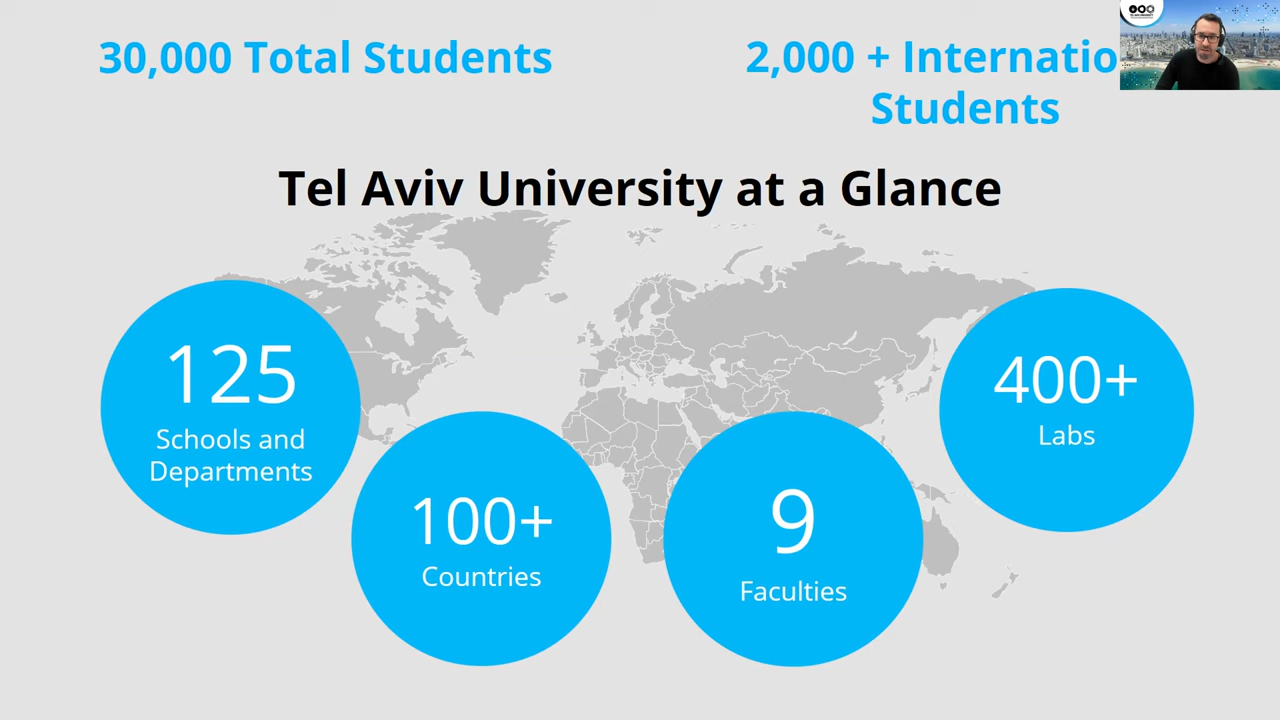 30,000 Total Students
2,000 + Internatio
Students
Tel Aviv University at a Glance
125
Schools and
Departments
100+
Countries
9
Faculties
400+
Labs